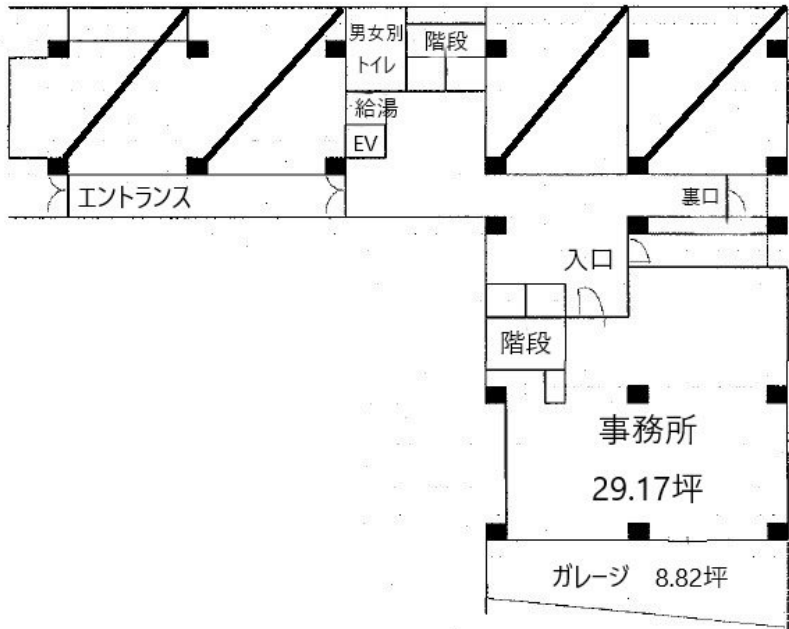 男女別
トイレ
階段
給湯
EV
エントランス
裏口
入口
階段
事務所
29.17坪
ガレージ 8.82坪